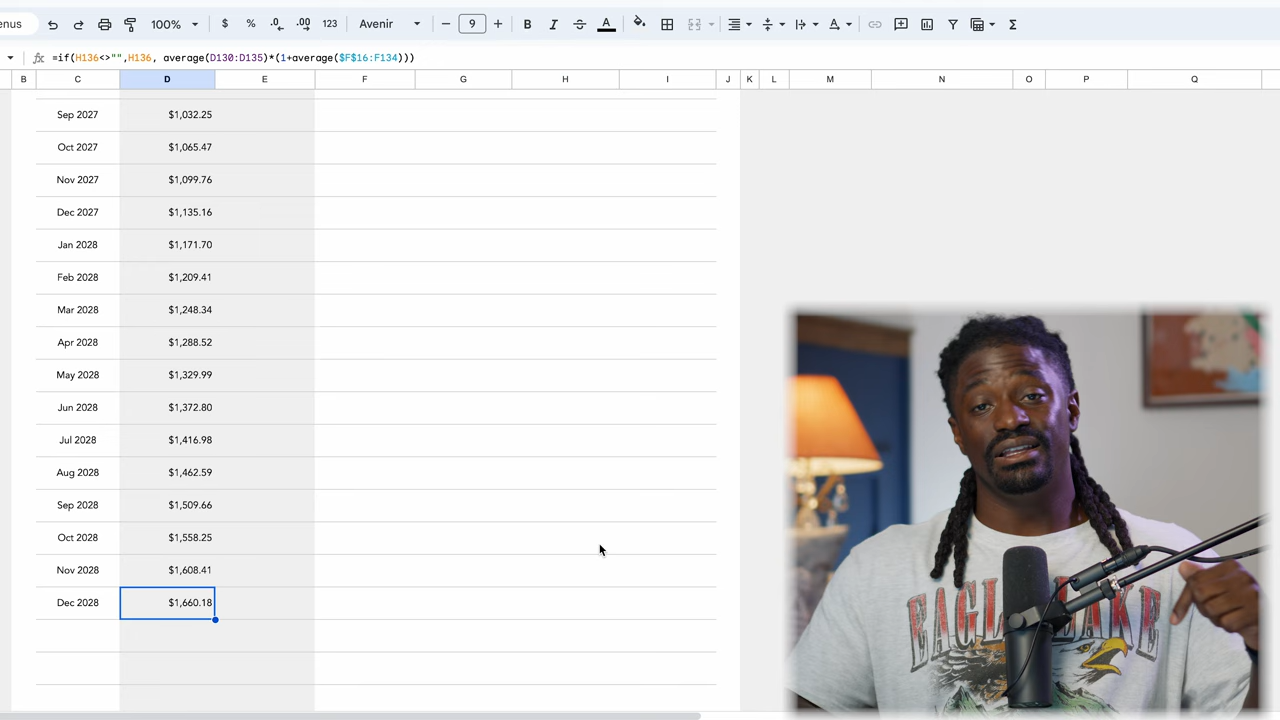 enus 100% $ % .0 .00 123 Avenir 9 B I S A Σ
fx =if(H136<>"",H136, average(D130:D135)*(1+average($F$16:F134)))
B C D E F G H I J K L M N O P Q
Sep 2027 $1,032.25
Oct 2027 $1,065.47
Nov 2027 $1,099.76
Dec 2027 $1,135.16
Jan 2028 $1,171.70
Feb 2028 $1,209.41
Mar 2028 $1,248.34
Apr 2028 $1,288.52
May 2028 $1,329.99
Jun 2028 $1,372.80
Jul 2028 $1,416.98
Aug 2028 $1,462.59
Sep 2028 $1,509.66
Oct 2028 $1,558.25
Nov 2028 $1,608.41
Dec 2028 $1,660.18